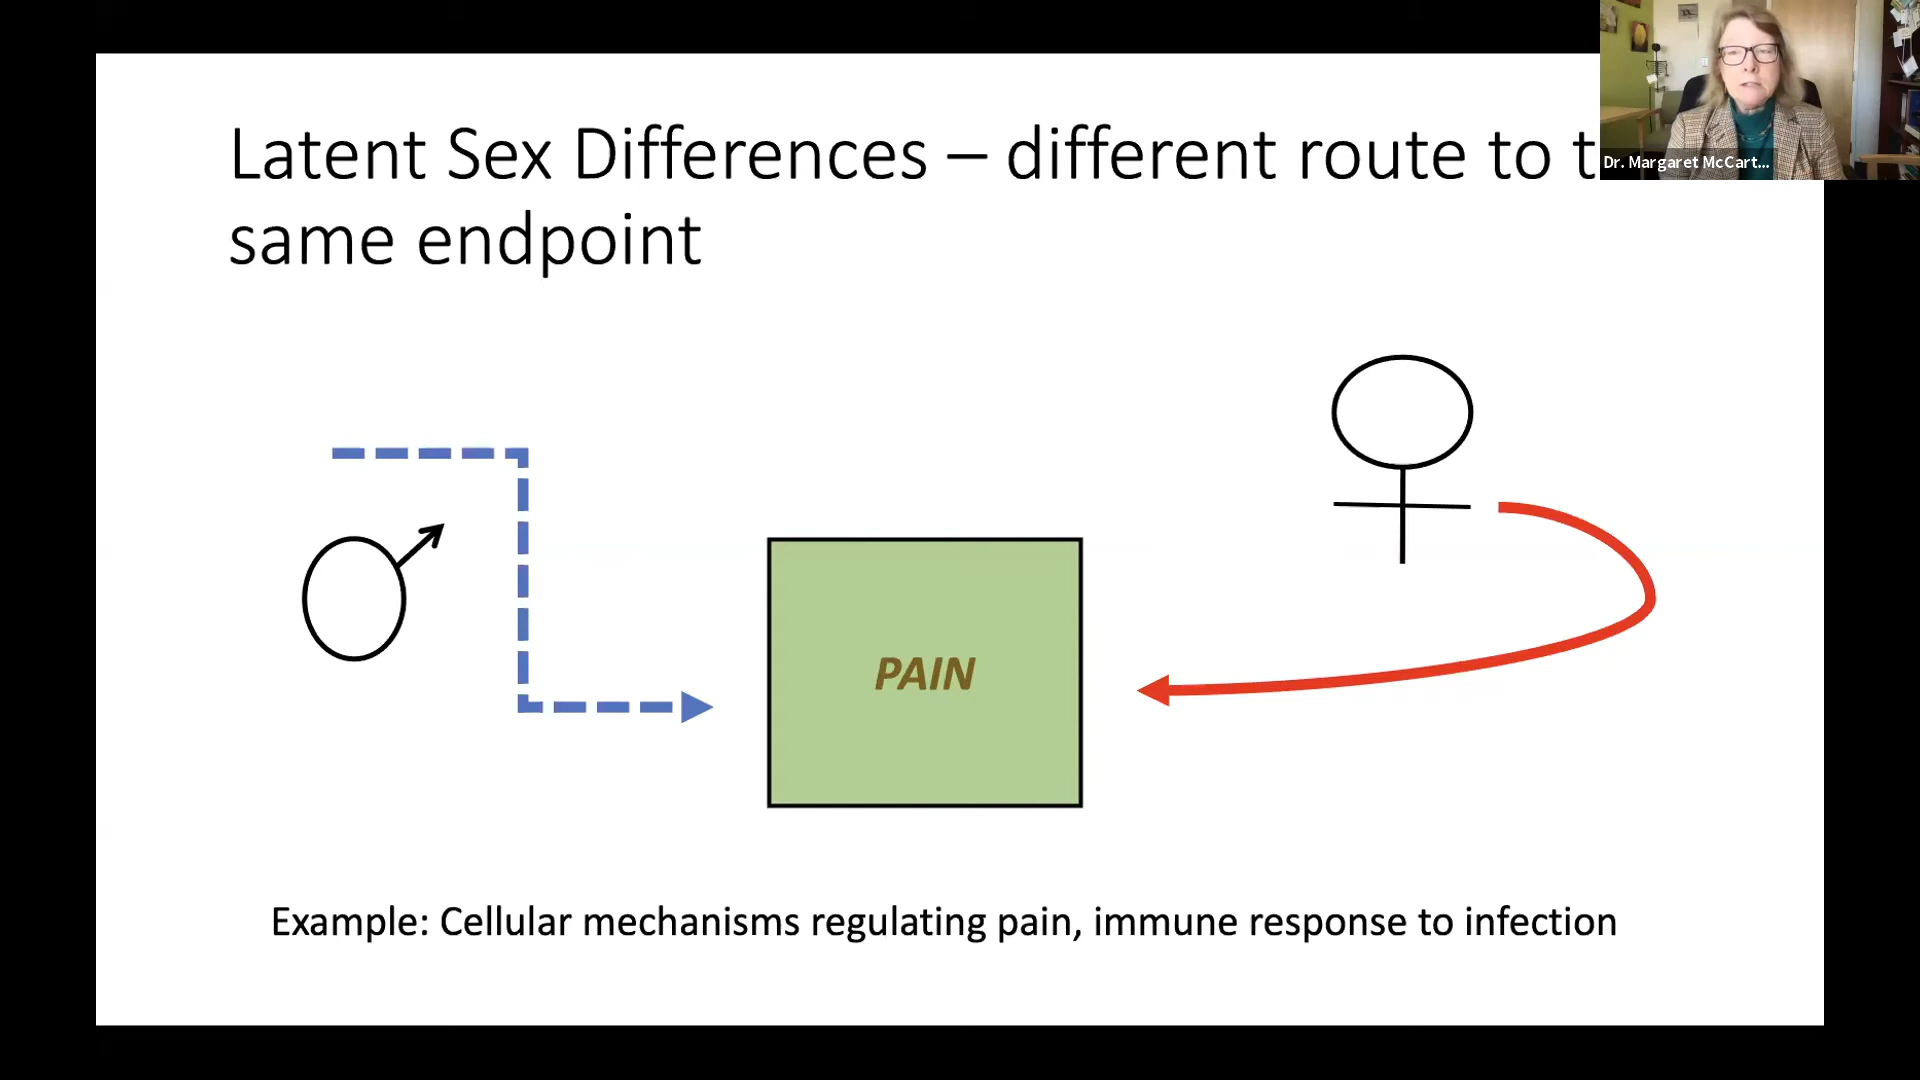 Latent Sex Differences – different route to t
same endpoint
Dr. Margaret McCart...
PAIN
Example: Cellular mechanisms regulating pain, immune response to infection